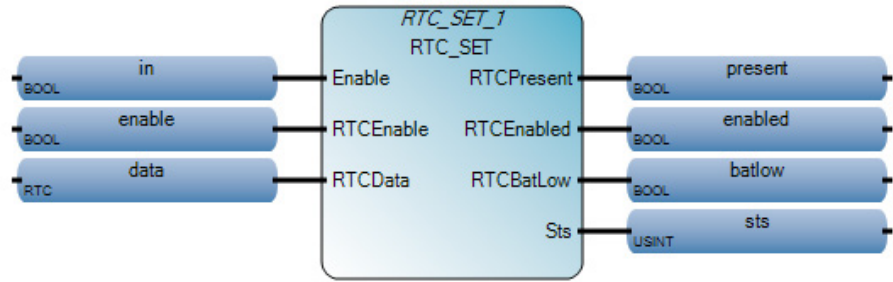 RTC_SET_1
RTC_SET
in
BOOL
Enable
RTCPresent
present
BOOL
enable
BOOL
RTCEnable
RTCEnabled
enabled
BOOL
data
RTC
RTCData
RTCBatLow
batlow
BOOL
Sts
sts
USINT